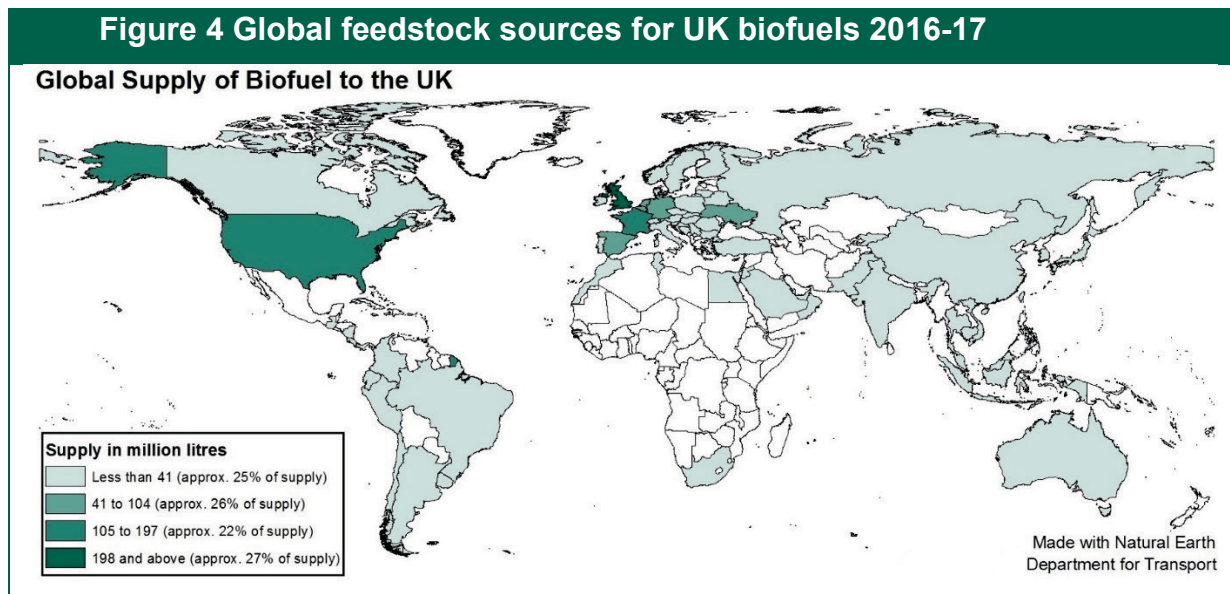 Figure 4 Global feedstock sources for UK biofuels 2016-17
Global Supply of Biofuel to the UK
Supply in million litres
Less than 41 (approx. 25% of supply)
41 to 104 (approx. 26% of supply)
105 to 197 (approx. 22% of supply)
198 and above (approx. 27% of supply)
Made with Natural Earth
Department for Transport